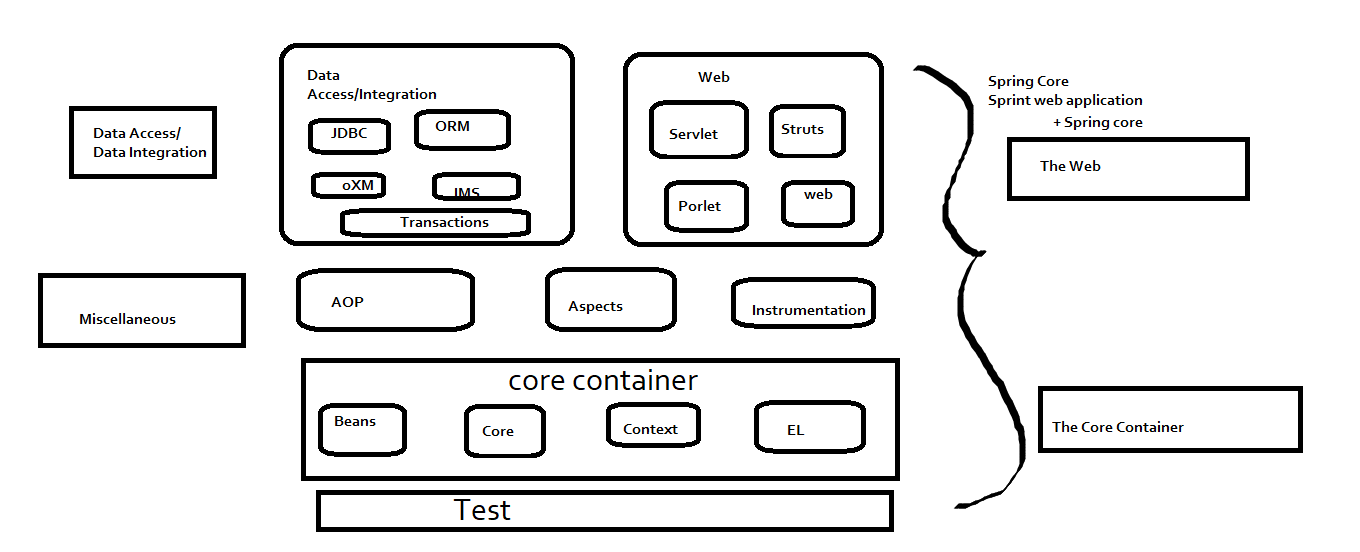 Data
Access/Integration
JDBC
ORM
oXM
JMS
Transactions
Web
Servlet
Struts
Porlet
web
Spring Core
Sprint web application
+ Spring core
The Web
Data Access/
Data Integration
Miscellaneous
AOP
Aspects
Instrumentation
core container
Beans
Core
Context
EL
The Core Container
Test